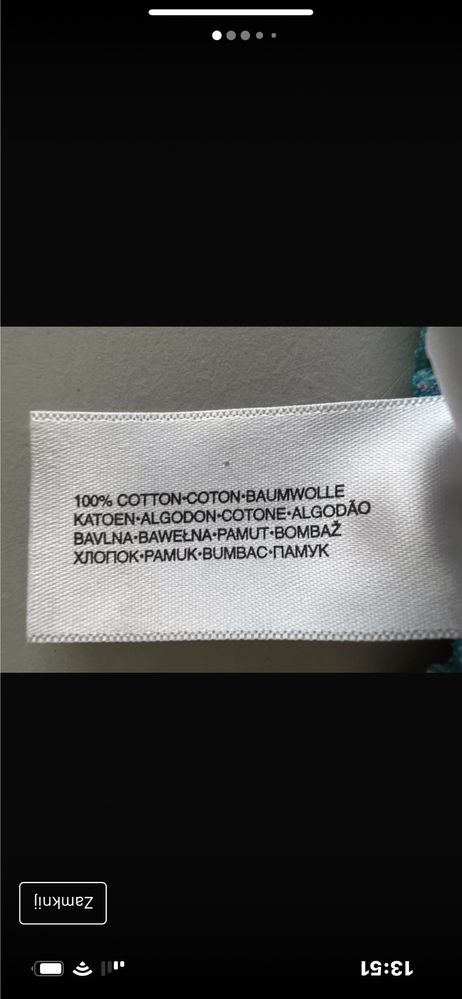 100% COTTON•COTON•BAUMWOLLE
KATOEN•ALGODON•COTONE•ALGODÃO
BAVLNA•BAWEŁNA•PAMUT•BOMBAŽ
ХЛОПОК•PAMUK•BUMBAC•ПАМУК
Zamknij
13:51